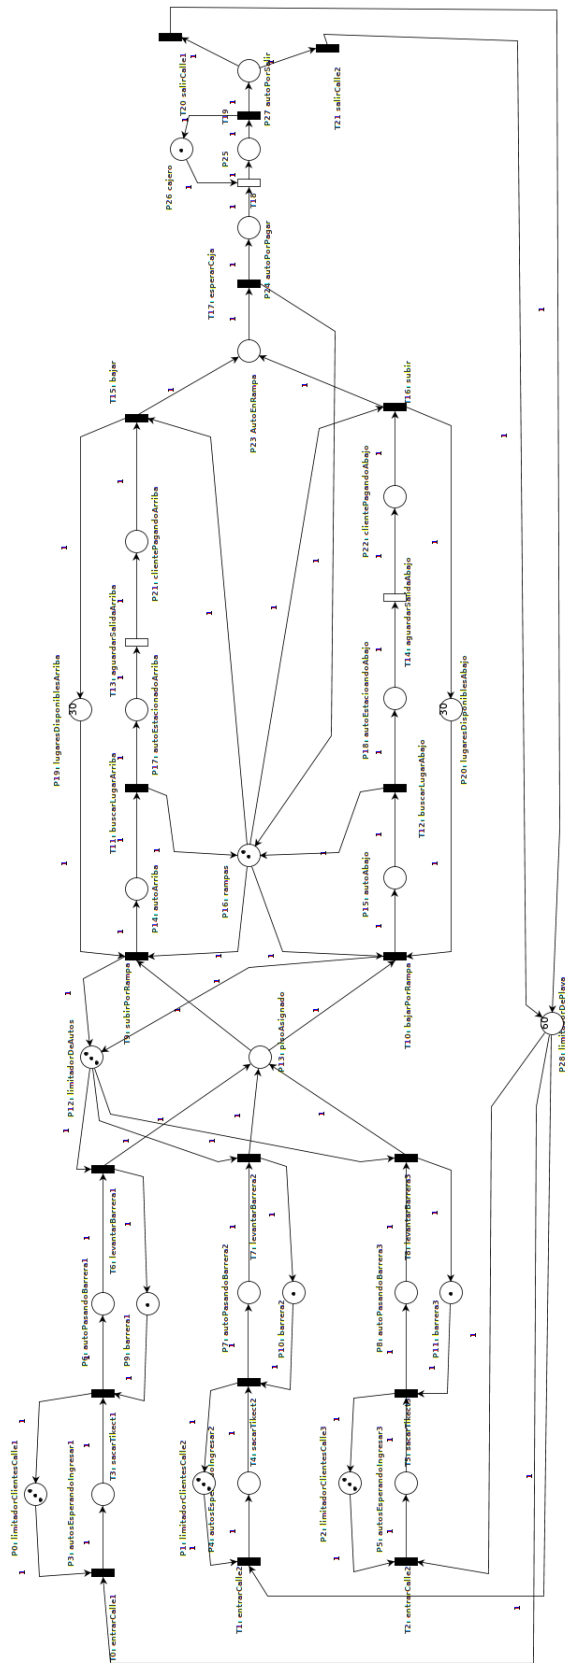 T20 salirCalle1
T21 salirCalle2
P27 autoPorSalir
T19
P25
P26 cajero
T18
P24 autoPorPagar
T17: esperarCaja
P23 AutoEnRampa
T15: bajar
T16: subir
P21: clientePagandoArriba
P22: clientePagandoAbajo
T13: aguardarSalidaArriba
T14: aguardarSalidaAbajo
P19: lugaresDisponiblesArriba
30
P17: autoEstacionadoArriba
P18: autoEstacionandoAbajo
30
P20: lugaresDisponiblesAbajo
T11: buscarLugarArriba
T12: buscarLugarAbajo
P14: autoArriba
P16: rampas
P15: autoAbajo
T9: subirPorRampa
T10: bajarPorRampa
P12: limitadorDeAutos
P13: pisoAsignado
60
P28: limitadorDePlaya
T6: levantarBarrera1
T7: levantarBarrera2
T8: levantarBarrera3
P6: autoPasandoBarrera1
P9: barrera1
P7: autoPasandoBarrera2
P10: barrera2
P8: autoPasandoBarrera3
P11: barrera3
T3: sacarTikect1
T4: sacarTikect2
T5: sacarTikect3
P0: limitadorClientesCalle1
P3: autosEsperandoIngresar1
P1: limitadorClientesCalle2
P4: autosEsperandoIngresar2
P2: limitadorClientesCalle3
P5: autosEsperandoIngresar3
T0: entrarCalle1
T1: entrarCalle2
T2: entrarCalle2